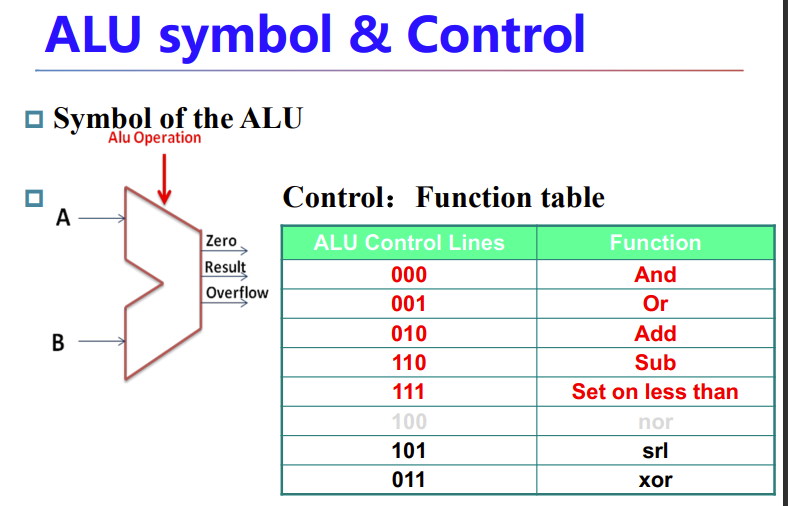 ALU symbol & Control
Symbol of the ALU
Alu Operation
A
B
Zero
Result
Overflow
Control： Function table
ALU Control Lines Function
000 And
001 Or
010 Add
110 Sub
111 Set on less than
100 nor
101 srl
011 xor